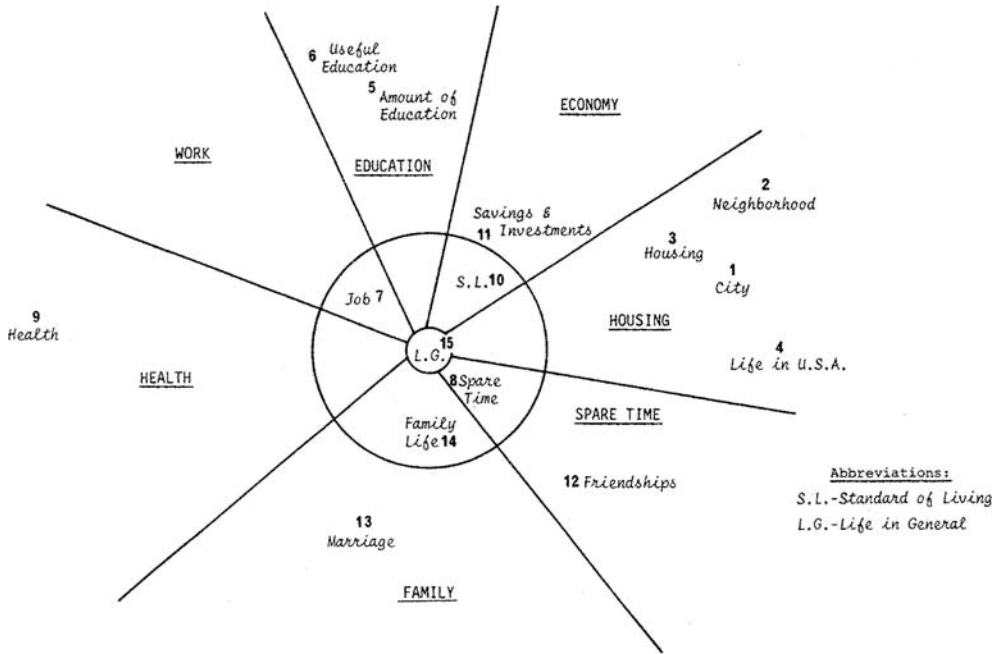 6 Useful
Education
5 Amount of
Education
ECONOMY
WORK
EDUCATION
2
Neighborhood
Savings &
11 Investments
3
Housing
1
City
S.L.10
Job 7
9
Health
HOUSING
15
L.G.
4
Life in U.S.A.
HEALTH
8 Spare
Time
SPARE TIME
Family
Life 14
Abbreviations:
12 Friendships
S.L.-Standard of Living
13
Marriage
L.G.-Life in General
FAMILY